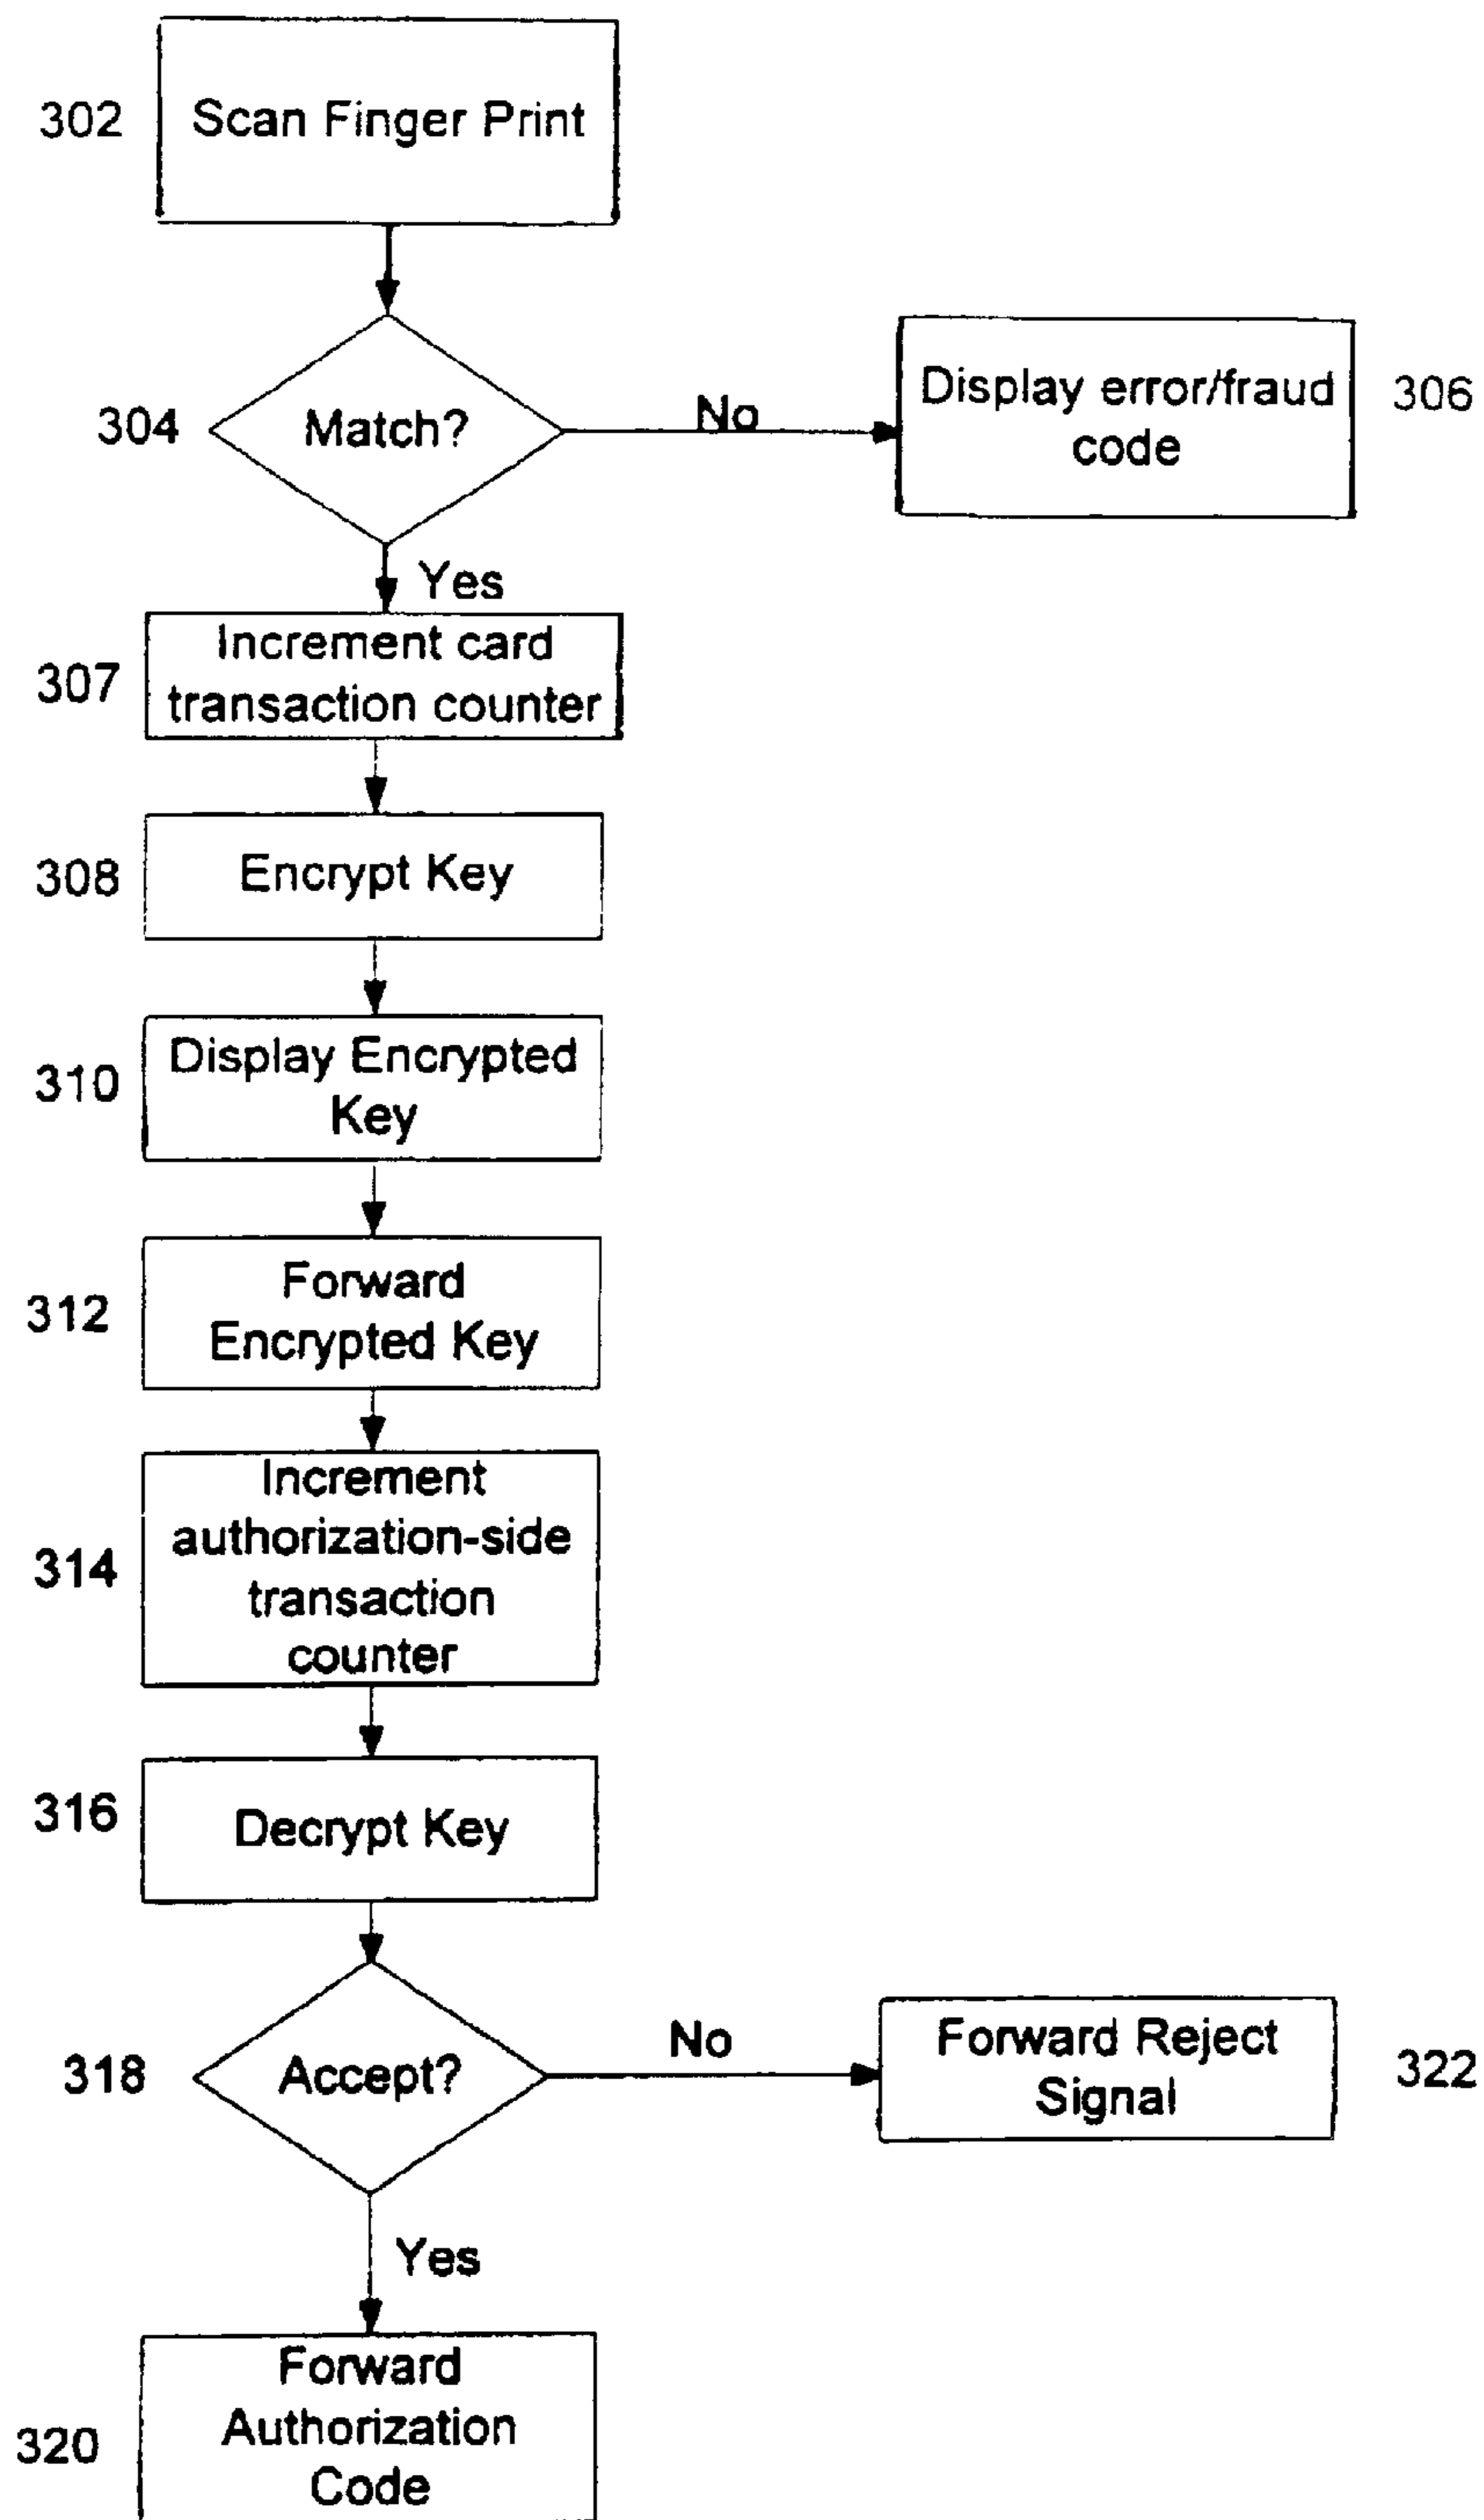 302
Scan Finger Print
304
Match?
No
Display error/fraud
code
306
Yes
307
Increment card
transaction counter
308
Encrypt Key
310
Display Encrypted
Key
312
Forward
Encrypted Key
314
Increment
authorization-side
transaction
counter
316
Decrypt Key
318
Accept?
No
Forward Reject
Signal
322
Yes
320
Forward
Authorization
Code